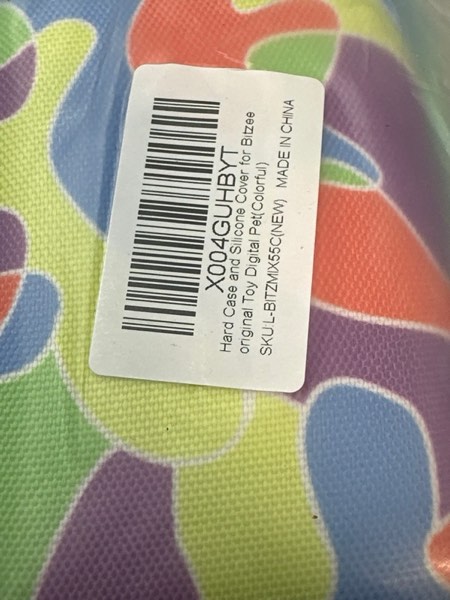 X004GUHBYT
Hard Case and Silicone Cover for Bitzee
original Toy Digital Pet(Colorful)
SKU:L-BITZMIX55C(NEW) MADE IN CHINA